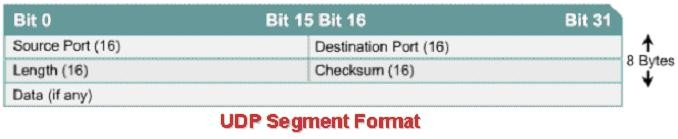 Bit 0 Bit 15 Bit 16 Bit 31
Source Port (16) Destination Port (16)
Length (16) Checksum (16)
8 Bytes
Data (if any)
UDP Segment Format